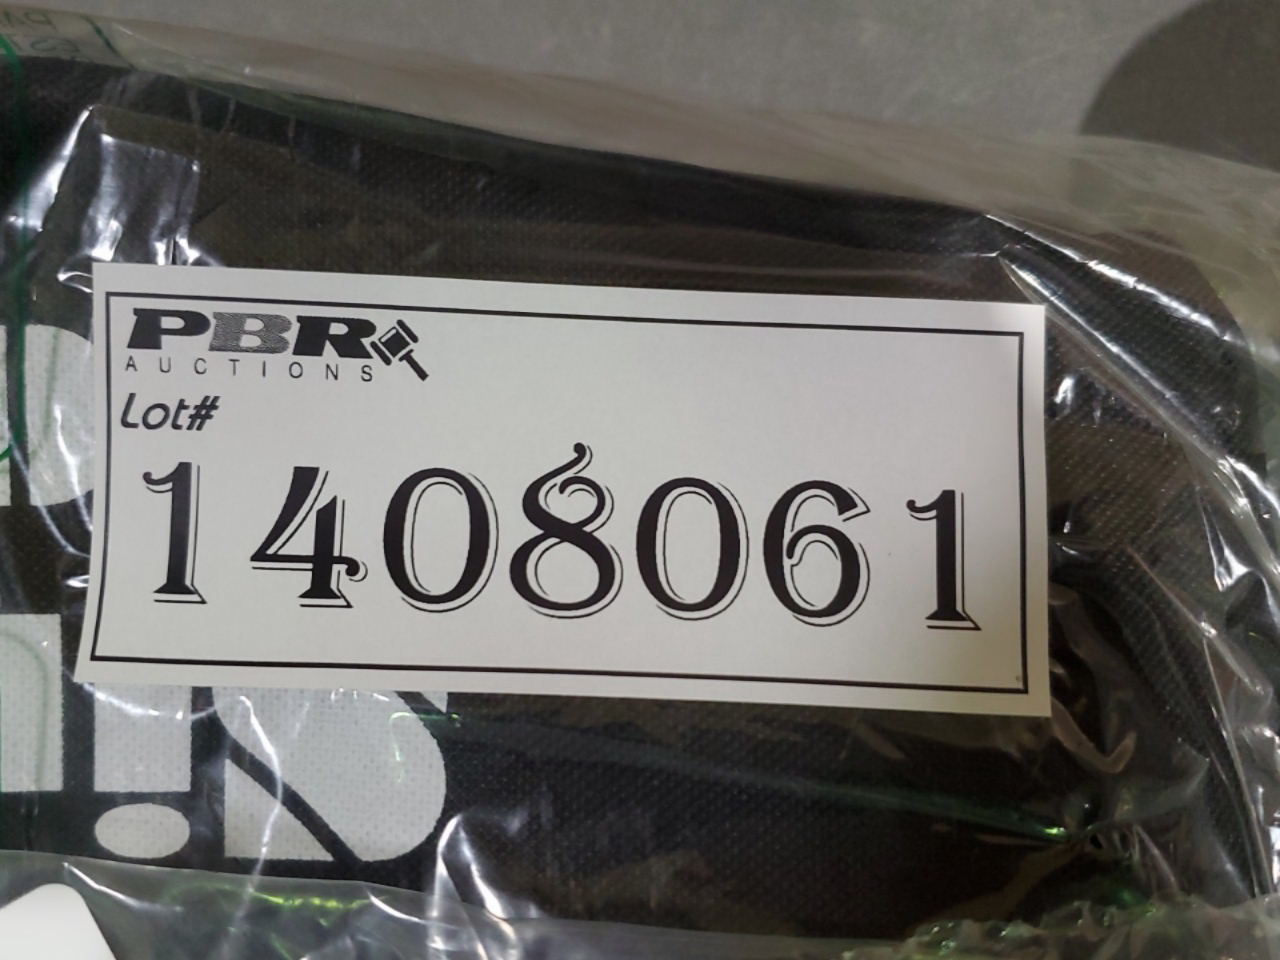 PBR
AUCTIONS
Lot#
1408061